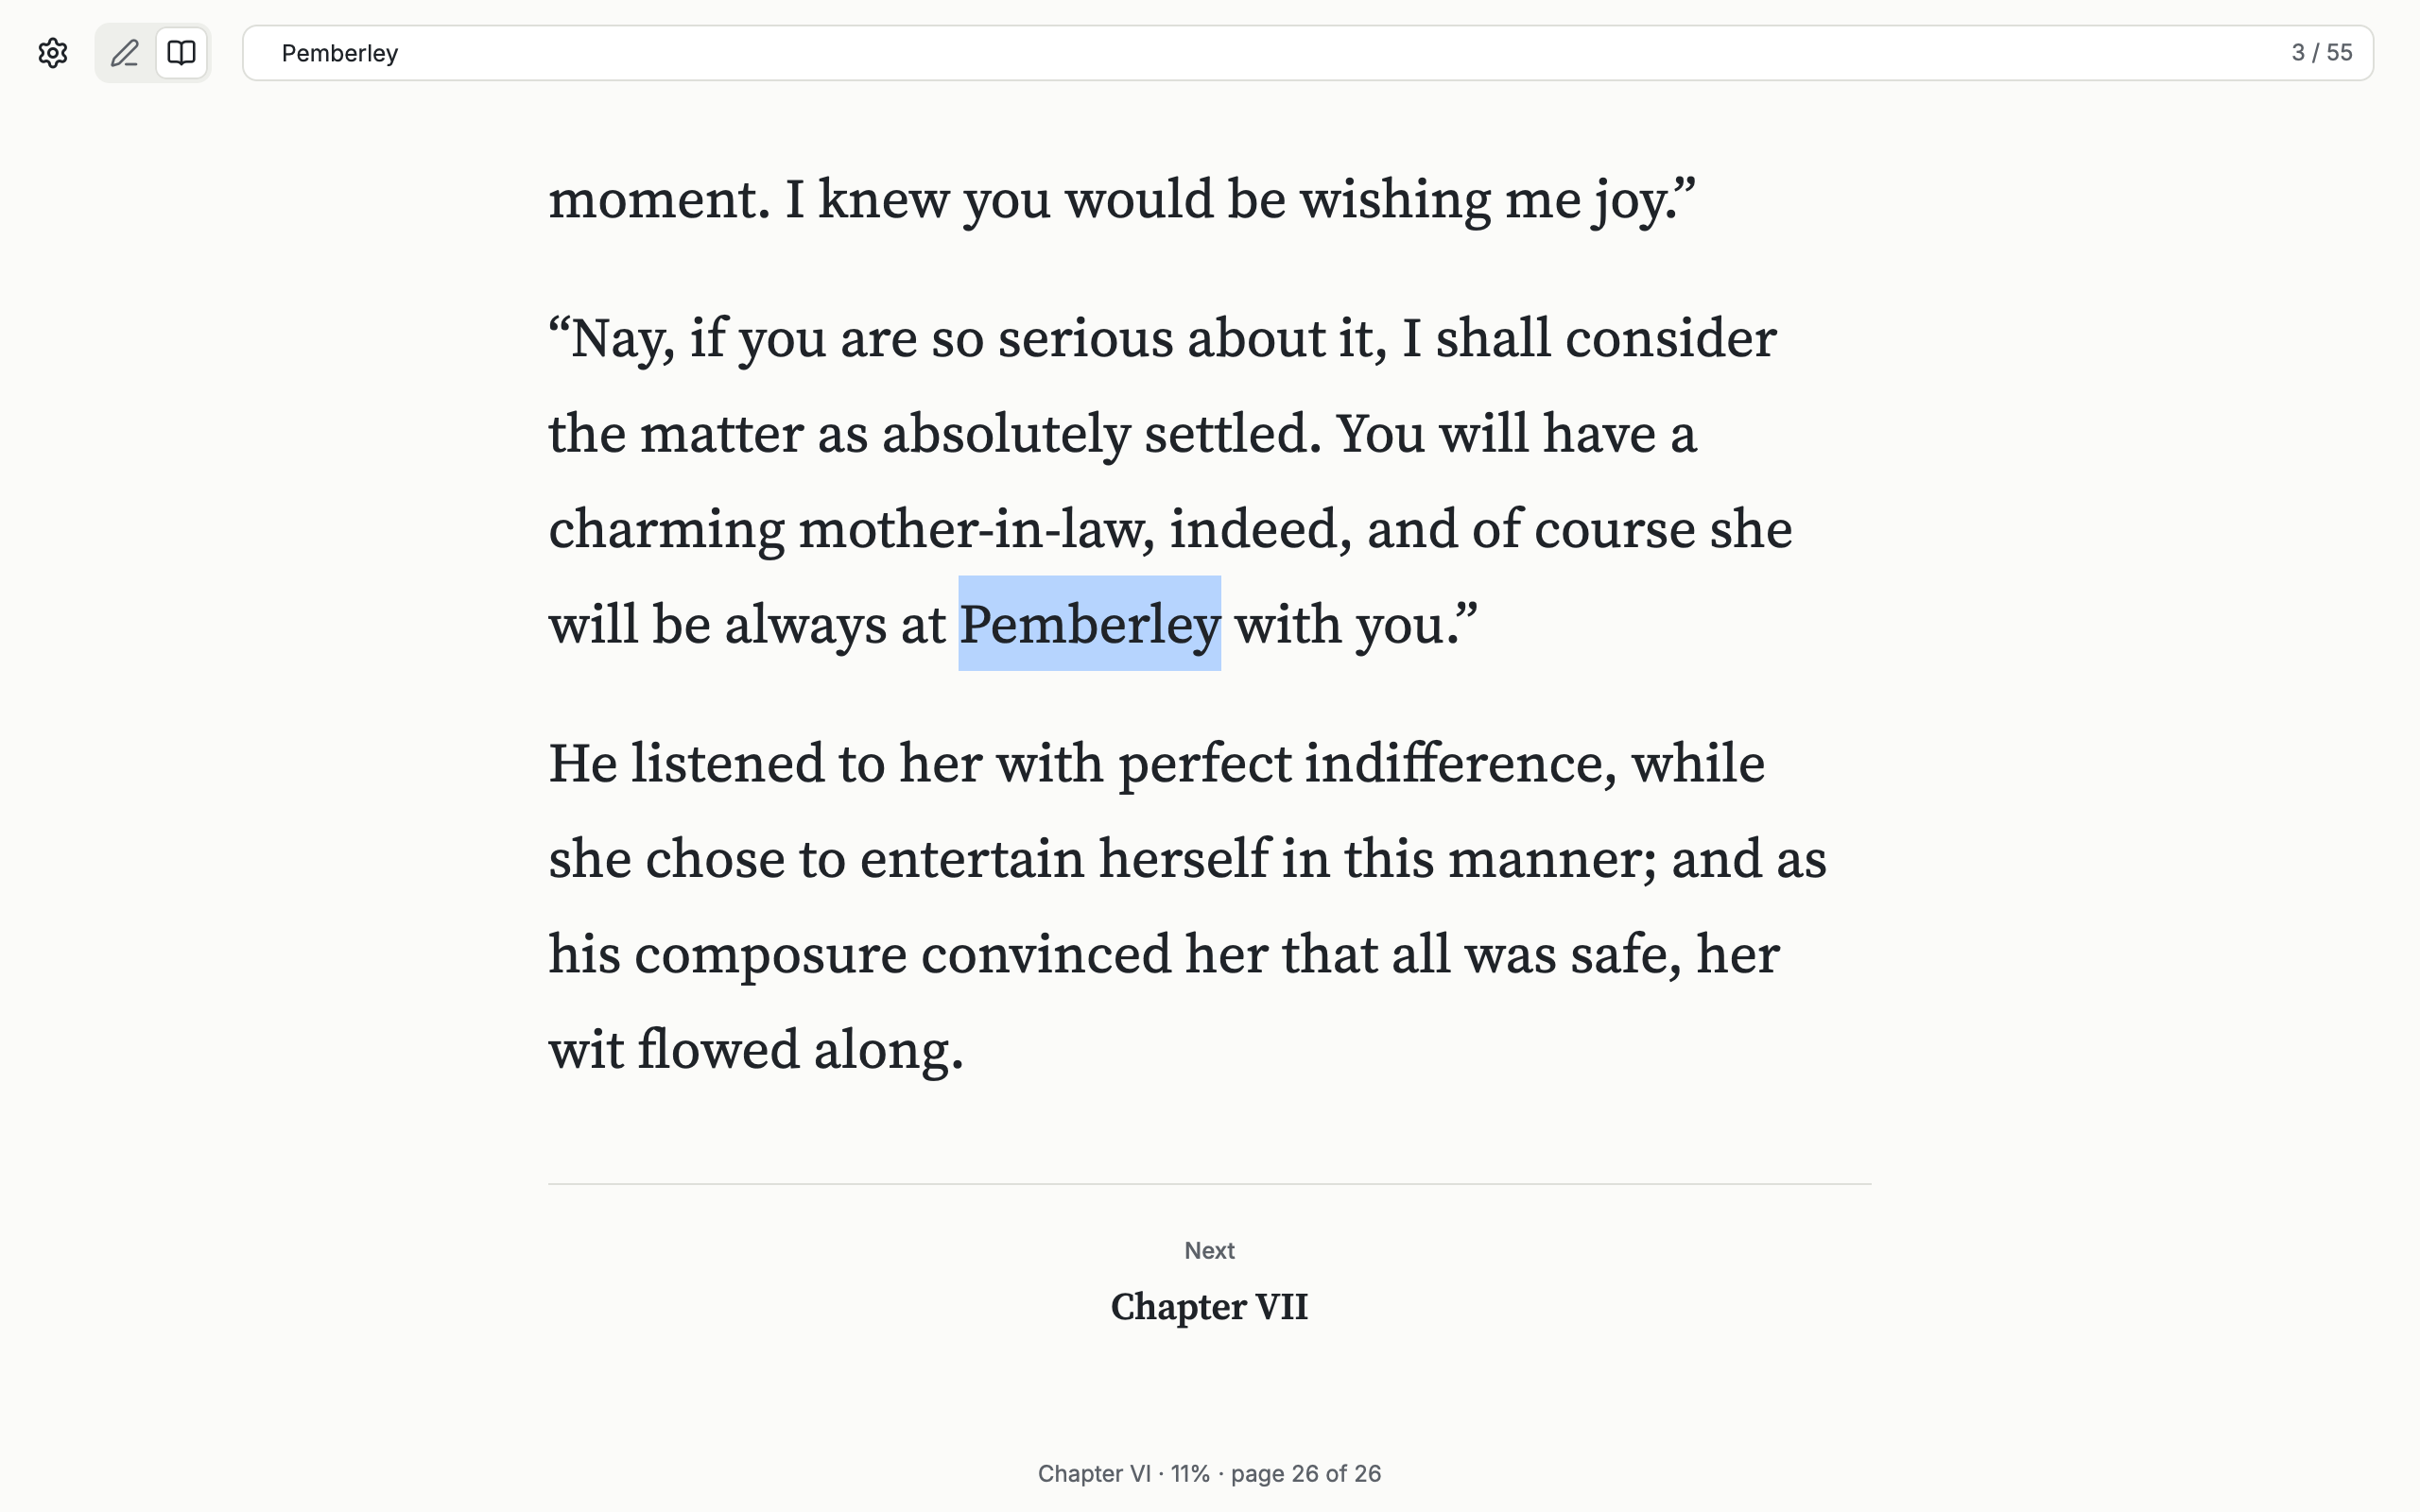 Pemberley
3 / 55
moment. I knew you would be wishing me joy.”
“Nay, if you are so serious about it, I shall consider
the matter as absolutely settled. You will have a
charming mother-in-law, indeed, and of course she
will be always at Pemberley with you.”
He listened to her with perfect indifference, while
she chose to entertain herself in this manner; and as
his composure convinced her that all was safe, her
wit flowed along.
Next
Chapter VII
Chapter VI · 11% · page 26 of 26